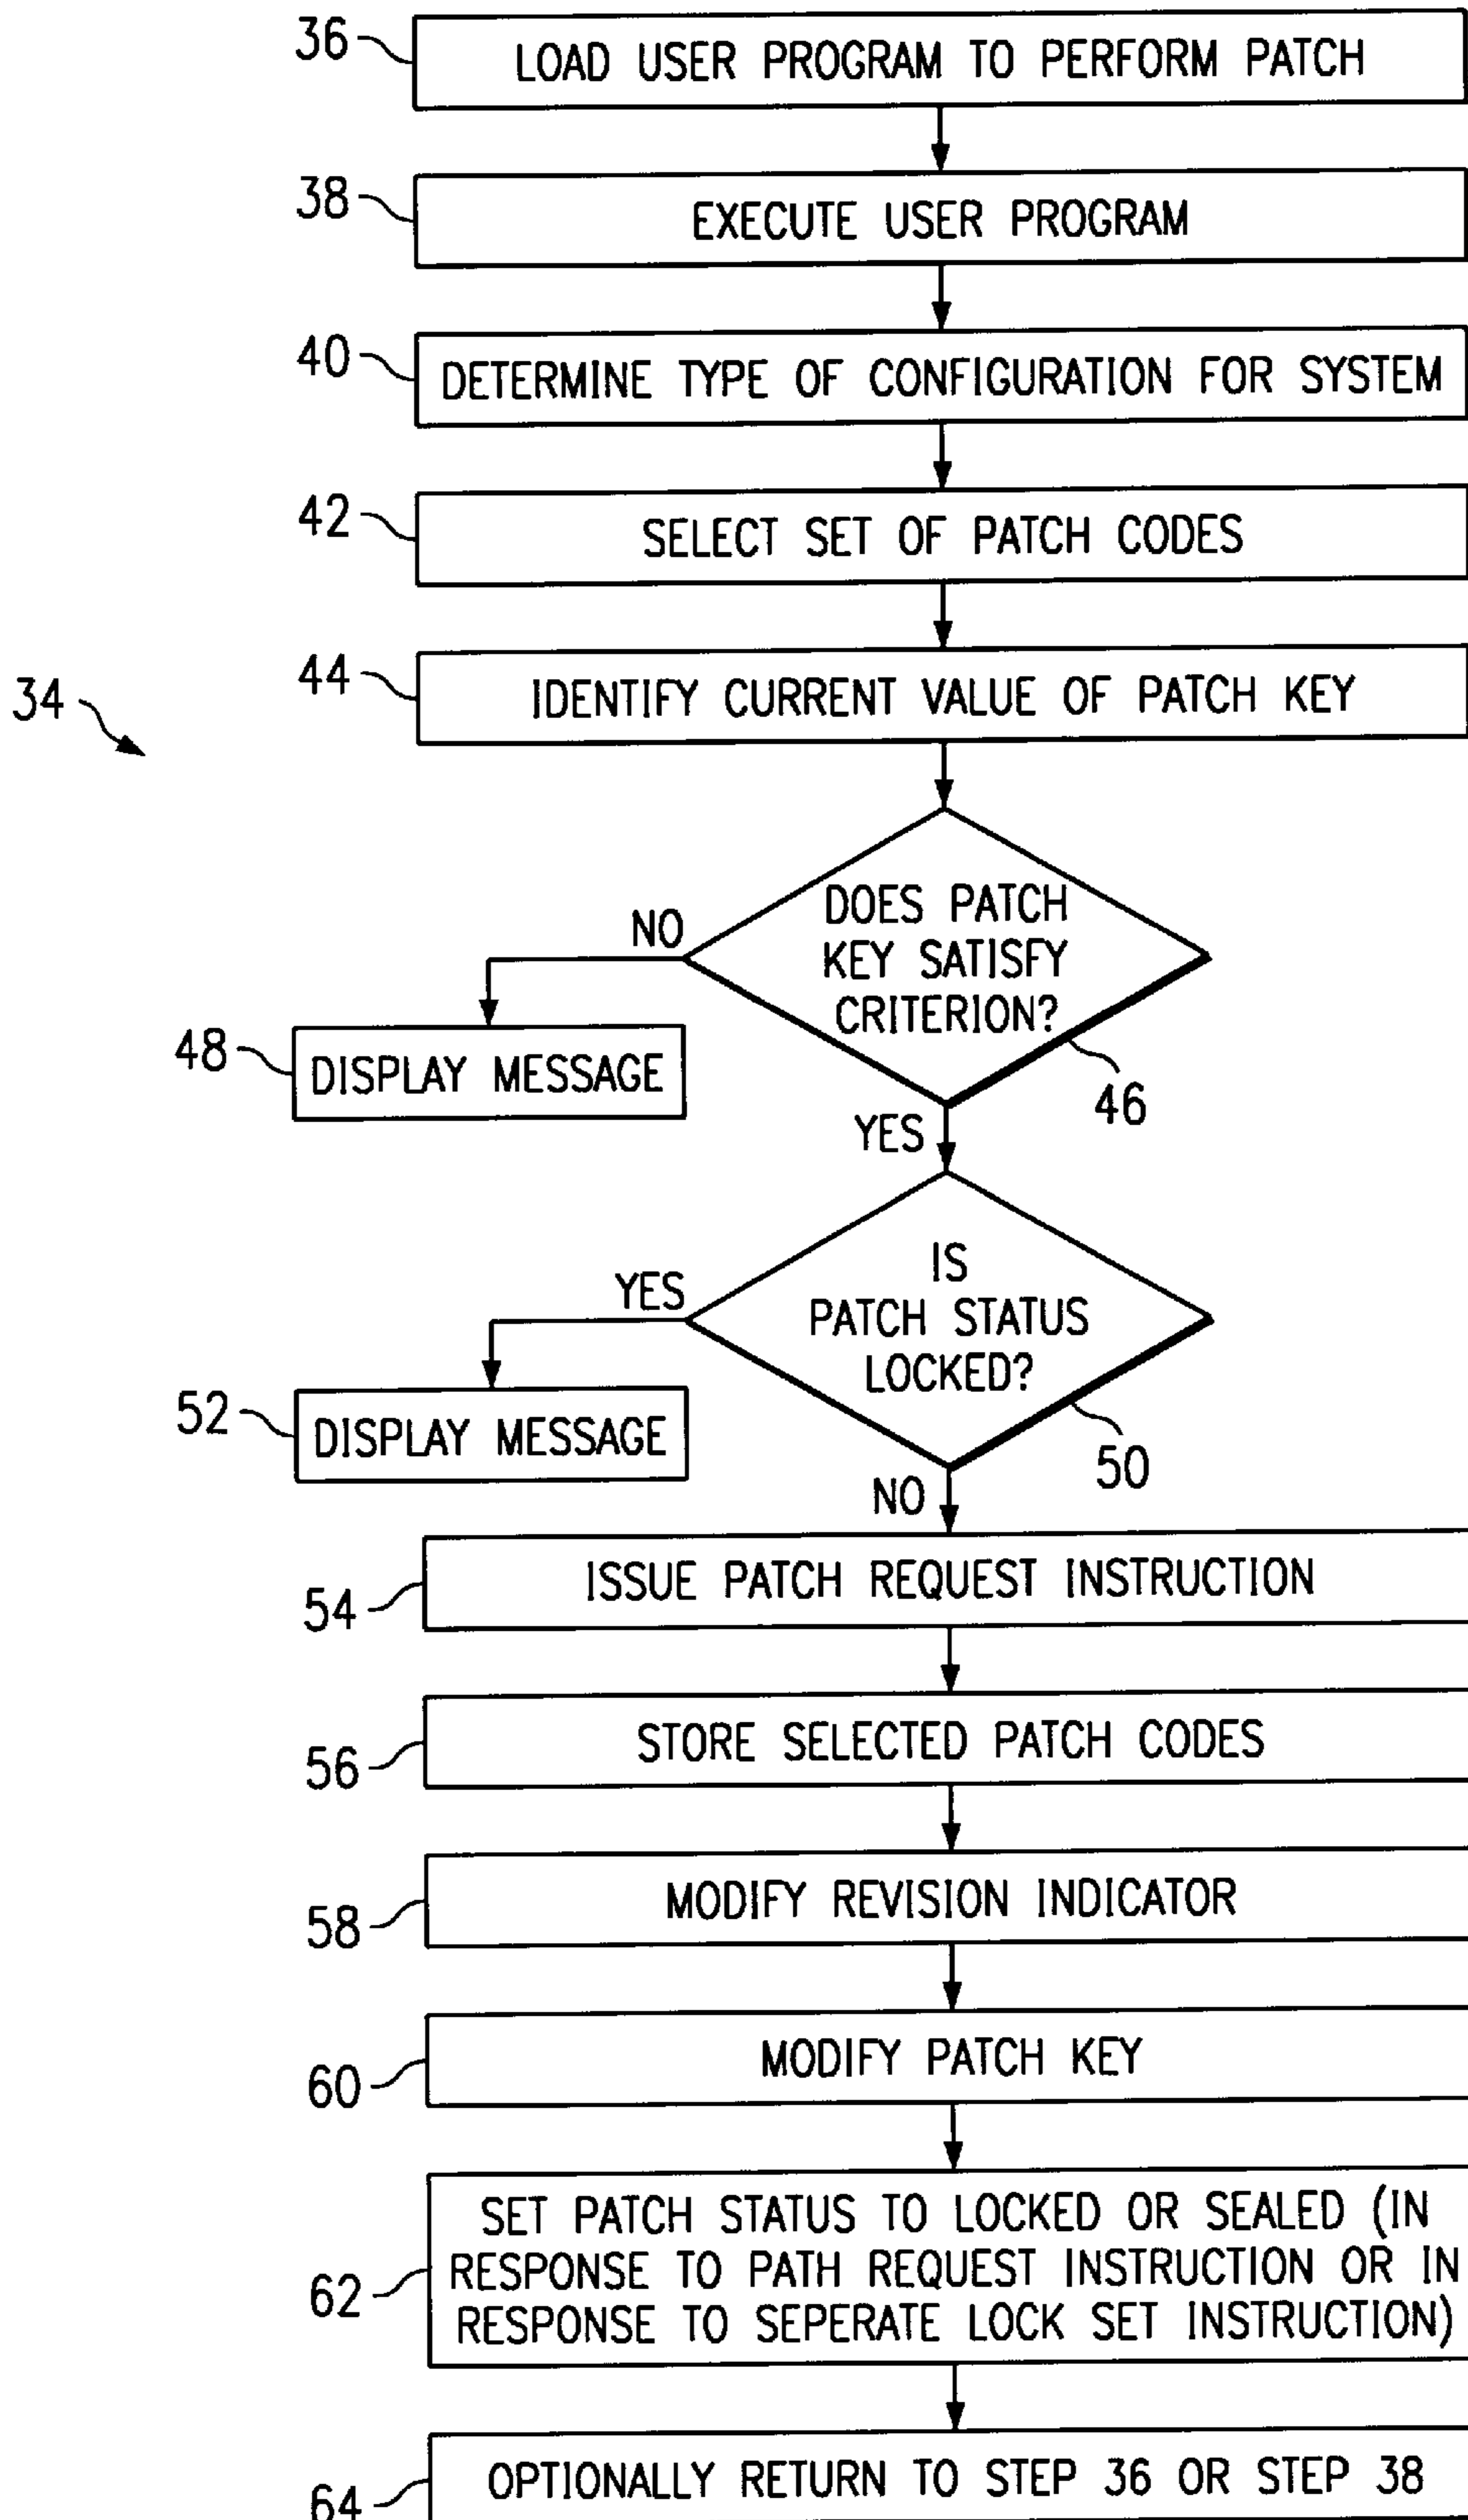 36
LOAD USER PROGRAM TO PERFORM PATCH
38
EXECUTE USER PROGRAM
40
DETERMINE TYPE OF CONFIGURATION FOR SYSTEM
42
SELECT SET OF PATCH CODES
44
IDENTIFY CURRENT VALUE OF PATCH KEY
34
DOES PATCH
KEY SATISFY
CRITERION?
46
NO
48
DISPLAY MESSAGE
YES
IS
PATCH STATUS
LOCKED?
50
YES
52
DISPLAY MESSAGE
NO
54
ISSUE PATCH REQUEST INSTRUCTION
56
STORE SELECTED PATCH CODES
58
MODIFY REVISION INDICATOR
60
MODIFY PATCH KEY
62
SET PATCH STATUS TO LOCKED OR SEALED (IN
RESPONSE TO PATH REQUEST INSTRUCTION OR IN
RESPONSE TO SEPERATE LOCK SET INSTRUCTION)
64
OPTIONALLY RETURN TO STEP 36 OR STEP 38